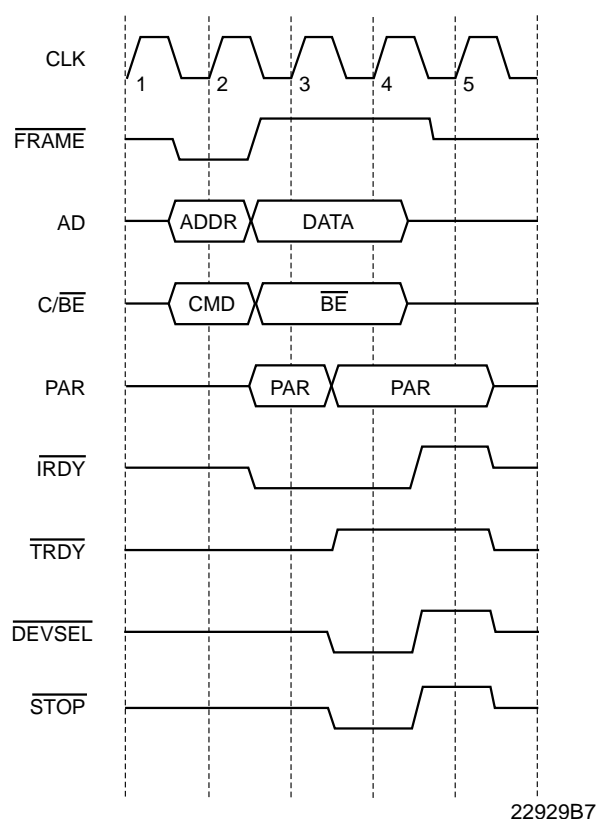 CLK
1 2 3 4 5
FRAME
AD ADDR DATA
C/BE CMD BE
PAR PAR PAR
IRDY
TRDY
DEVSEL
STOP
22929B7